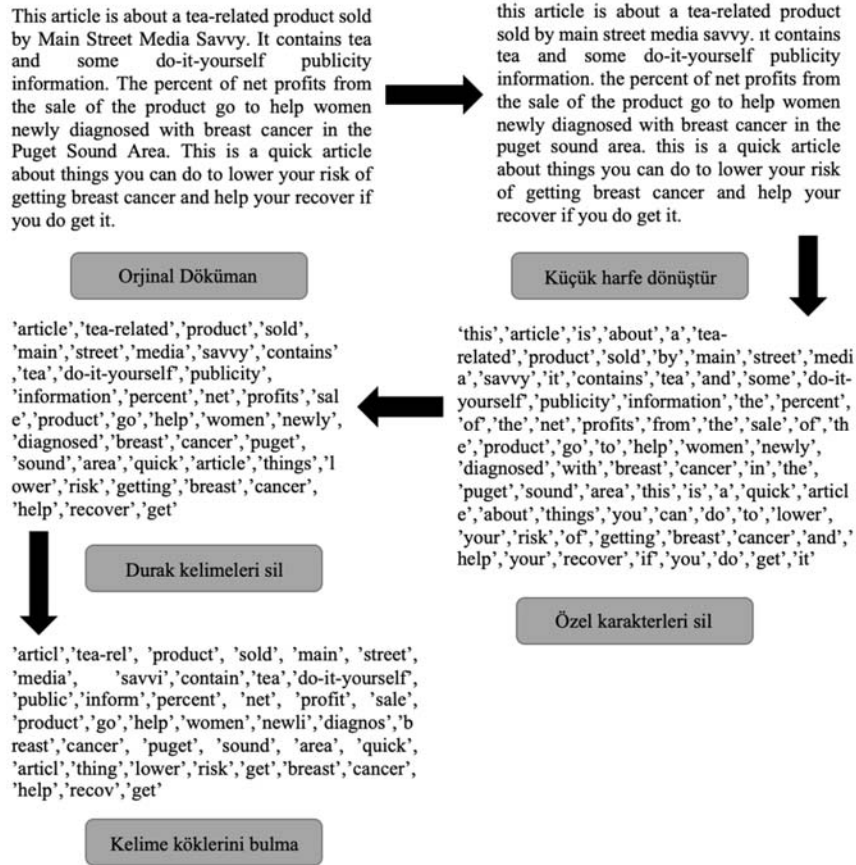 This article is about a tea-related product sold
by Main Street Media Savvy. It contains tea
and some do-it-yourself publicity
information. The percent of net profits from
the sale of the product go to help women
newly diagnosed with breast cancer in the
Puget Sound Area. This is a quick article
about things you can do to lower your risk of
getting breast cancer and help your recover if
you do get it.
Orjinal Döküman
this article is about a tea-related product
sold by main street media savvy. ıt contains
tea and some do-it-yourself publicity
information. the percent of net profits from
the sale of the product go to help women
newly diagnosed with breast cancer in the
puget sound area. this is a quick article
about things you can do to lower your risk
of getting breast cancer and help your
recover if you do get it.
Küçük harfe dönüştür
‘this’,’article’,’is’,’about’,’a’,’tea-
related’,’product’,’sold’,’by’,’main’,’street’,’medi
a’,’savvy’,’it’,’contains’,’tea’,’and’,’some’,’do-it-
yourself’,’publicity’,’information’,’the’,’percent’,
’of’,’the’,’net’,’profits’,’from’,’the’,’sale’,’of’,’th
e’,’product’,’go’,’to’,’help’,’women’,’newly’,
’diagnosed’,’with’,’breast’,’cancer’,’in’,’the’,
’puget’,’sound’,’area’,’this’,’is’,’a’,’quick’,’articl
e’,’about’,’things’,’you’,’can’,’do’,’to’,’lower’,
’your’,’risk’,’of’,’getting’,’breast’,’cancer’,’and’,’
help’,’your’,’recover’,’if’,’you’,’do’,’get’,’it’
Özel karakterleri sil
’article’,’tea-related’,’product’,’sold’,
’main’,’street’,’media’,’savvy’,’contains’
,’tea’,’do-it-yourself’,’publicity’,
’information’,’percent’,’net’,’profits’,’sal
e’,’product’,’go’,’help’,’women’,’newly’,
’diagnosed’,’breast’,’cancer’,’puget’,
’sound’,’area’,’quick’,’article’,’things’,’l
ower’,’risk’,’getting’,’breast’,’cancer’,
’help’,’recover’,’get’
Durak kelimeleri sil
’articl’,’tea-rel’, ’product’, ’sold’, ’main’, ’street’,
’media’, ’savvi’,’contain’,’tea’,’do-it-yourself’,
’public’,’inform’,’percent’, ’net’, ’profit’, ’sale’,
’product’,’go’,’help’,’women’,’newli’,’diagnos’,’b
reast’,’cancer’, ’puget’, ’sound’, ’area’, ’quick’,
’articl’,’thing’,’lower’,’risk’,’get’,’breast’,’cancer’,
’help’,’recov’,’get’
Kelime köklerini bulma